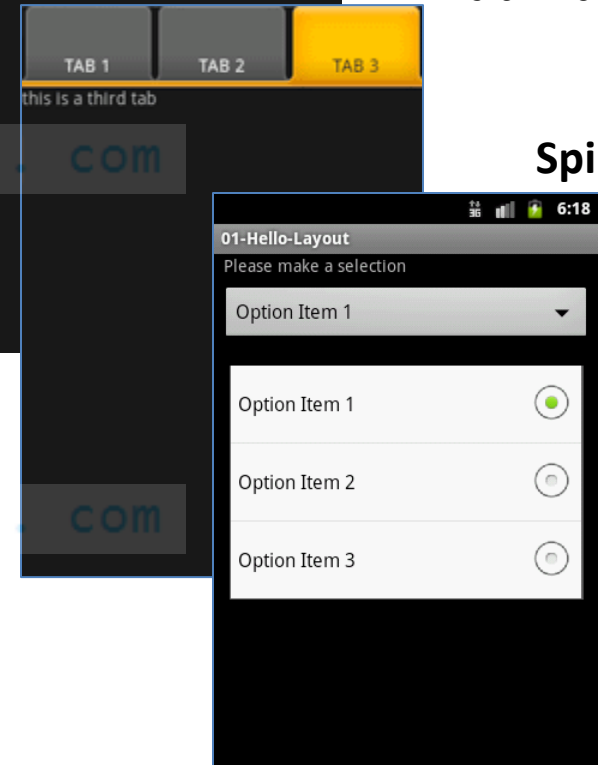 TAB 1 TAB 2 TAB 3
this is a third tab
. com
Spi
3G 6:18
01-Hello-Layout
Please make a selection
Option Item 1
Option Item 1
Option Item 2
Option Item 3
. com